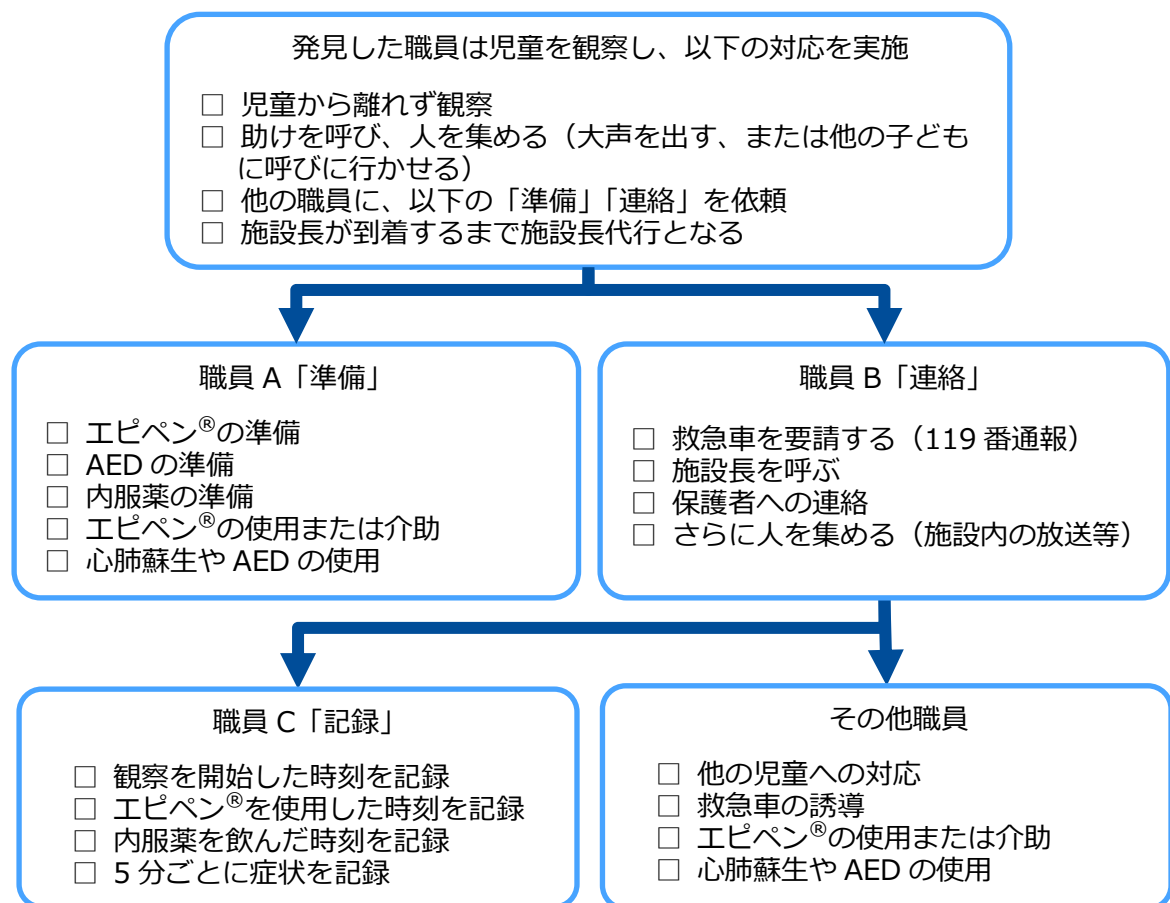 発見した職員は児童を観察し、以下の対応を実施
□ 児童から離れず観察
□ 助けを呼び、人を集める（大声を出す、または他の子ども
に呼びに行かせる）
□ 他の職員に、以下の「準備」「連絡」を依頼
□ 施設長が到着するまで施設長代行となる
職員 A「準備」
□ エピペン®の準備
□ AED の準備
□ 内服薬の準備
□ エピペン®の使用または介助
□ 心肺蘇生や AED の使用
職員 B「連絡」
□ 救急車を要請する（119 番通報）
□ 施設長を呼ぶ
□ 保護者への連絡
□ さらに人を集める（施設内の放送等）
職員 C「記録」
□ 観察を開始した時刻を記録
□ エピペン®を使用した時刻を記録
□ 内服薬を飲んだ時刻を記録
□ 5 分ごとに症状を記録
その他職員
□ 他の児童への対応
□ 救急車の誘導
□ エピペン®の使用または介助
□ 心肺蘇生や AED の使用